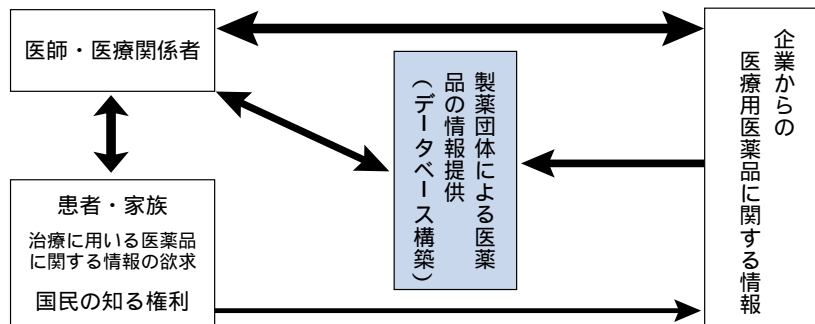 医師・医療関係者
患者・家族
治療に用いる医薬品
に関する情報の欲求
国民の知る権利
製薬団体による医薬
品の情報提供
（データベース構築）
企業からの
医療用医薬品に関する情報